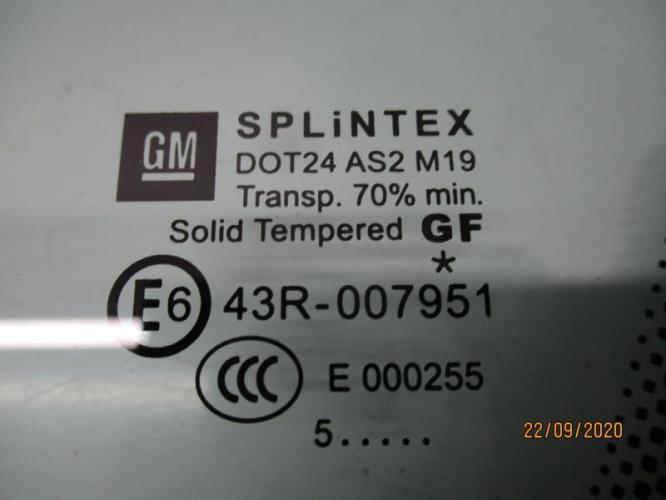 GM
SPLiNTEX
DOT24 AS2 M19
Transp. 70% min.
Solid Tempered GF
*
E6 43R-007951
CCC E 000255
5.....
22/09/2020